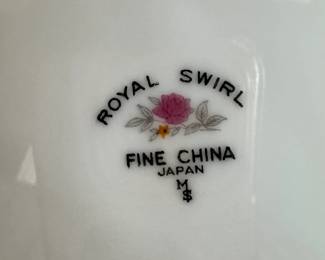 ROYAL SWIRL
FINE CHINA
JAPAN
M
$